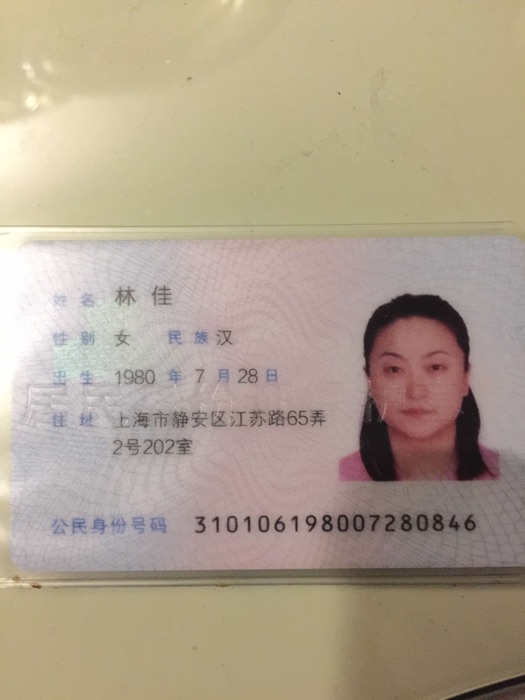 姓名 林佳
性别 女 民族 汉
出生 1980 年 7 月 28 日
住址 上海市静安区江苏路65弄
2号202室
公民身份号码 310106198007280846